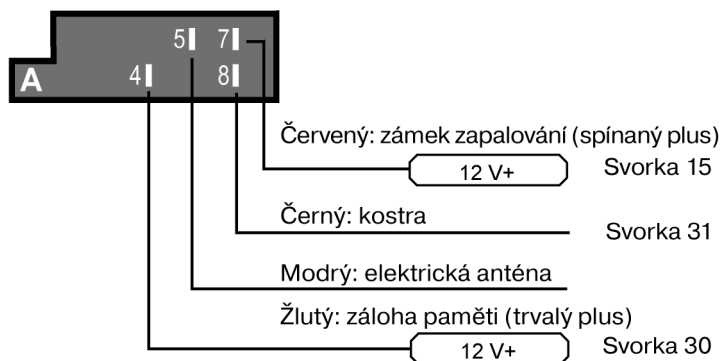 5 7
A 4 8
Červený: zámek zapalování (spínaný plus)
12 V+ Svorka 15
Černý: kostra
Svorka 31
Modrý: elektrická anténa
Žlutý: záloha paměti (trvalý plus)
12 V+ Svorka 30